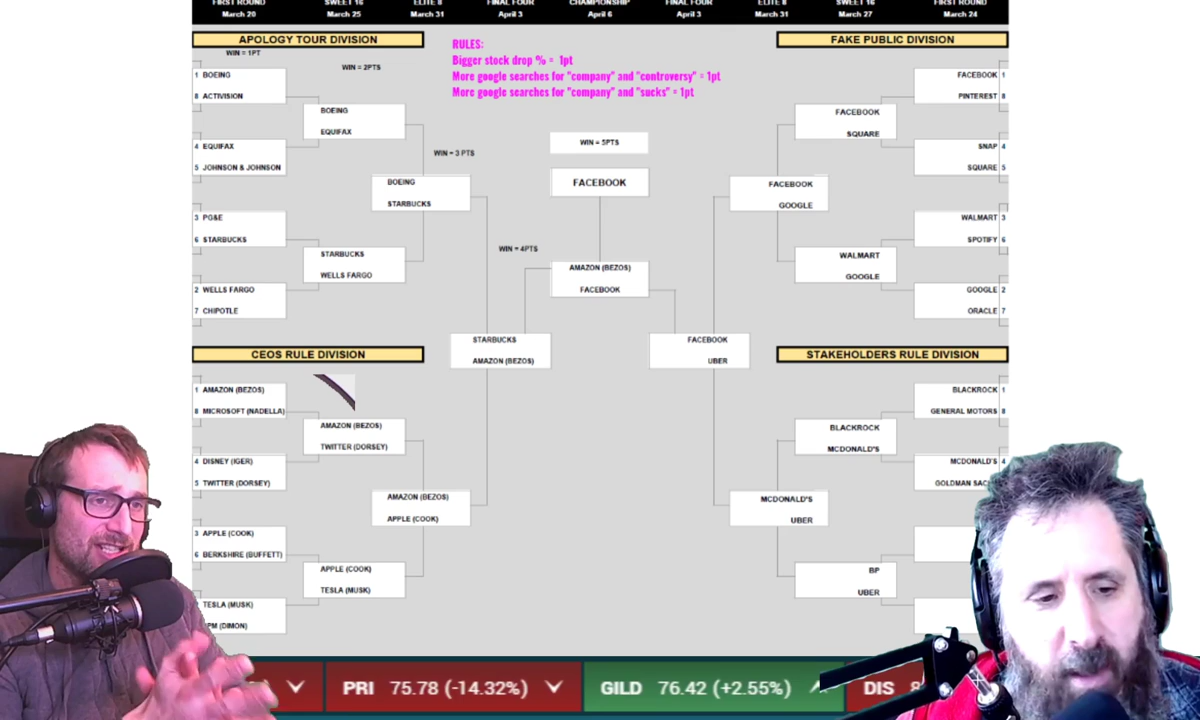 FIRST ROUND SWEET 16 ELITE 8 FINAL FOUR CHAMPIONSHIP FINAL FOUR ELITE 8 SWEET 16 FIRST ROUND
March 20 March 25 March 31 April 3 April 6 April 3 March 31 March 27 March 24
APOLOGY TOUR DIVISION
WIN = 1PT
WIN = 2PTS
1 BOEING
8 ACTIVISION
BOEING
EQUIFAX
4 EQUIFAX
5 JOHNSON & JOHNSON
WIN = 3 PTS
BOEING
STARBUCKS
3 PG&E
6 STARBUCKS
STARBUCKS
WELLS FARGO
2 WELLS FARGO
7 CHIPOTLE
RULES:
Bigger stock drop % = 1pt
More google searches for "company" and "controversy" = 1pt
More google searches for "company" and "sucks" = 1pt
WIN = 5PTS
FACEBOOK
WIN = 4PTS
AMAZON (BEZOS)
FACEBOOK
STARBUCKS
AMAZON (BEZOS)
FACEBOOK
UBER
FAKE PUBLIC DIVISION
FACEBOOK 1
PINTEREST 8
FACEBOOK
SQUARE
SNAP 4
SQUARE 5
FACEBOOK
GOOGLE
WALMART 3
SPOTIFY 6
WALMART
GOOGLE
GOOGLE 2
ORACLE 7
CEOS RULE DIVISION
1 AMAZON (BEZOS)
8 MICROSOFT (NADELLA)
AMAZON (BEZOS)
TWITTER (DORSEY)
4 DISNEY (IGER)
5 TWITTER (DORSEY)
AMAZON (BEZOS)
APPLE (COOK)
3 APPLE (COOK)
6 BERKSHIRE (BUFFETT)
APPLE (COOK)
TESLA (MUSK)
TESLA (MUSK)
PM (DIMON)
STAKEHOLDERS RULE DIVISION
BLACKROCK 1
GENERAL MOTORS 8
BLACKROCK
MCDONALD'S
MCDONALD'S 4
GOLDMAN
MCDONALD'S
UBER
BP
UBER
PRI 75.78 (-14.32%)
GILD 76.42 (+2.55%)
DIS